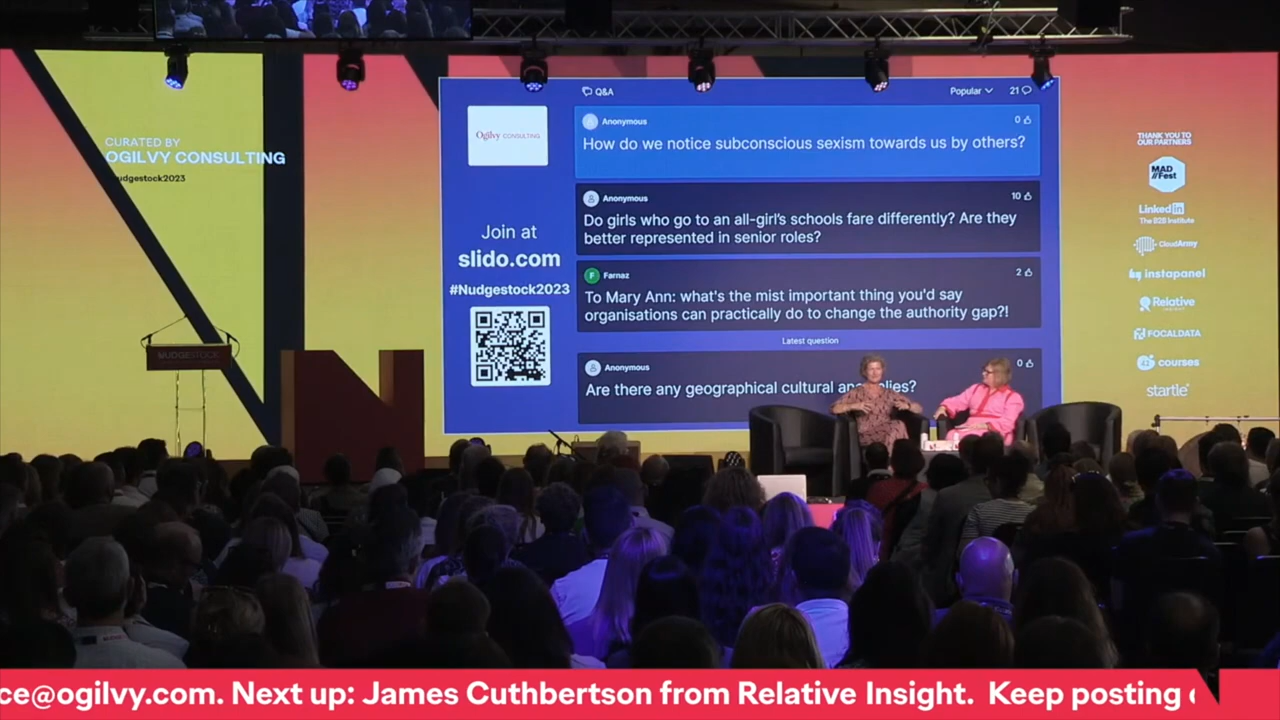 CURATED BY
OGILVY CONSULTING
Nudgestock2023
NUDGESTOCK
Ogilvy CONSULTING
Join at
slido.com
#Nudgestock2023
Q&A
Popular
21
Anonymous
0
How do we notice subconscious sexism towards us by others?
Anonymous
10
Do girls who go to an all-girl's schools fare differently? Are they
better represented in senior roles?
F
Farnaz
2
To Mary Ann: what's the mist important thing you'd say
organisations can practically do to change the authority gap?!
Latest question
Anonymous
0
Are there any geographical cultural lies?
THANK YOU TO
OUR PARTNERS
MAD
//Fest
LinkedIn
The B2B Institute
CloudArmy
instapanel
Relative
FOCALDATA
42 courses
startle
N
ce@ogilvy.com. Next up: James Cuthbertson from Relative Insight. Keep posting